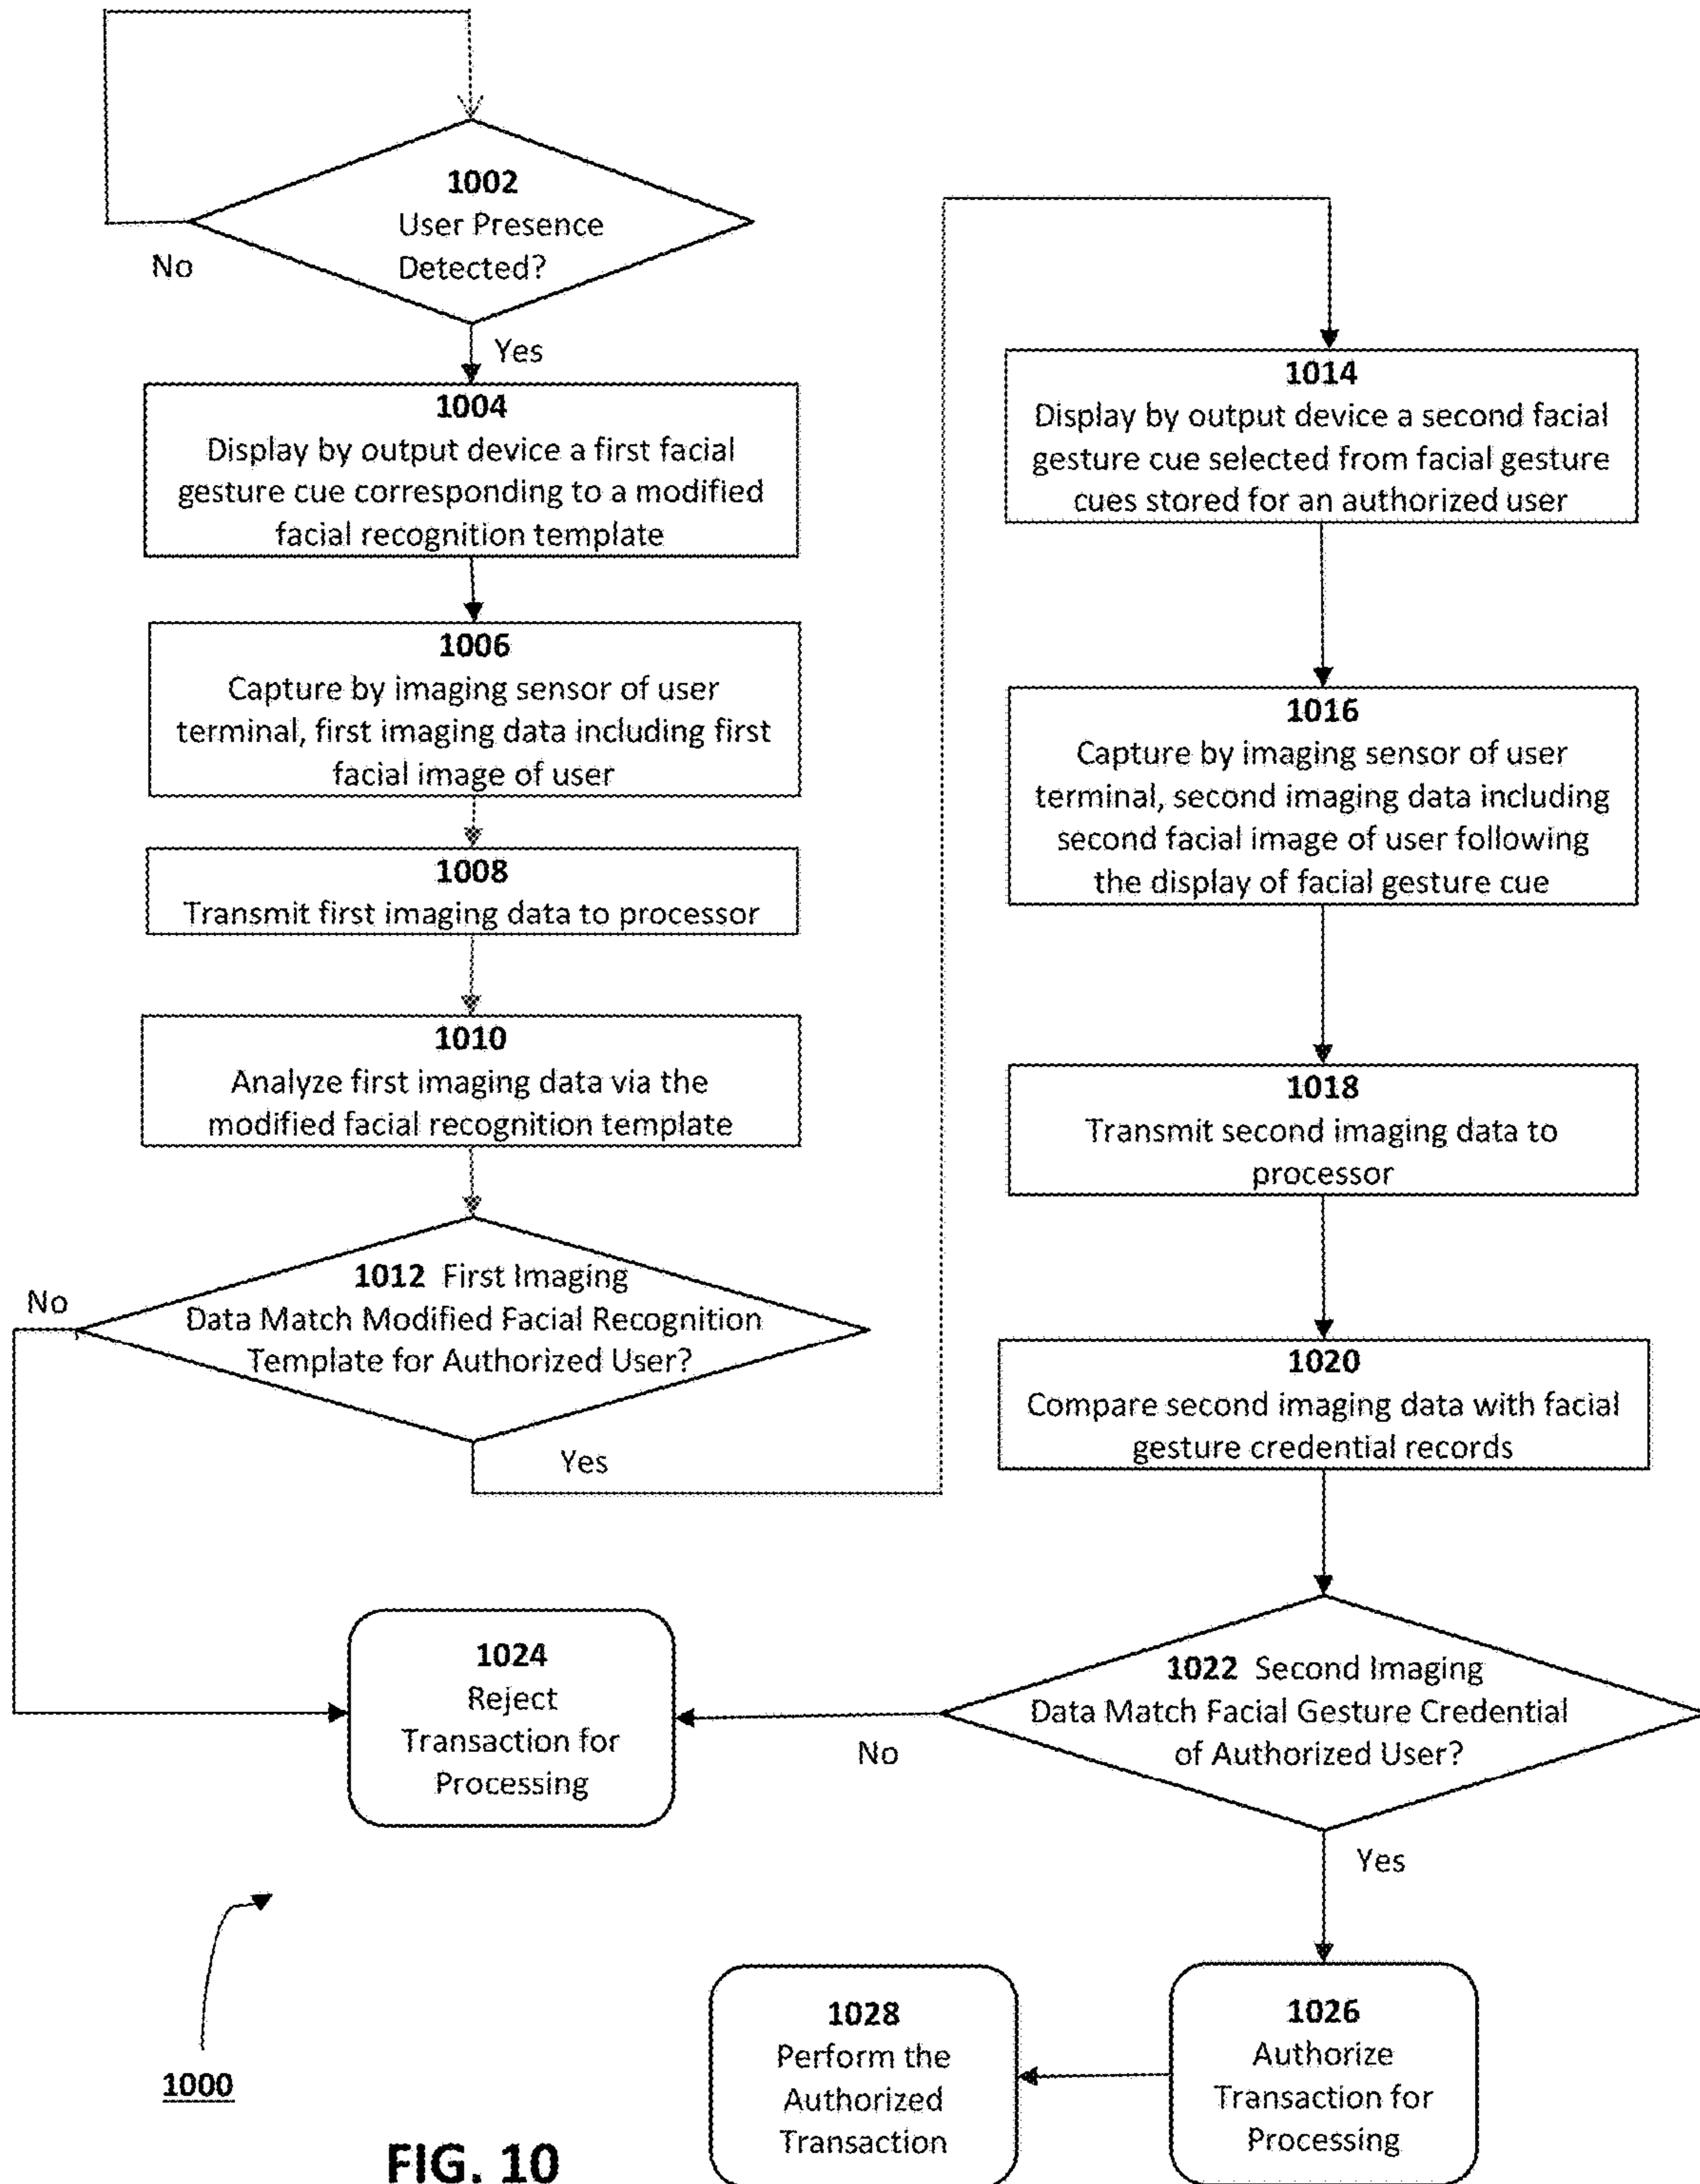 1002
User Presence
Detected?
No
Yes
1004
Display by output device a first facial
gesture cue corresponding to a modified
facial recognition template
1006
Capture by imaging sensor of user
terminal, first imaging data including first
facial image of user
1008
Transmit first imaging data to processor
1010
Analyze first imaging data via the
modified facial recognition template
1012 First Imaging
Data Match Modified Facial Recognition
Template for Authorized User?
No
Yes
1014
Display by output device a second facial
gesture cue selected from facial gesture
cues stored for an authorized user
1016
Capture by imaging sensor of user
terminal, second imaging data including
second facial image of user following
the display of facial gesture cue
1018
Transmit second imaging data to
processor
1020
Compare second imaging data with facial
gesture credential records
1022 Second Imaging
Data Match Facial Gesture Credential
of Authorized User?
No
Yes
1024
Reject
Transaction for
Processing
1026
Authorize
Transaction for
Processing
1028
Perform the
Authorized
Transaction
1000
FIG. 10